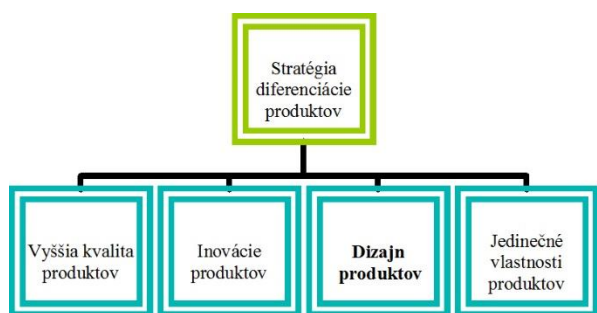 Stratégia
diferenciácie
produktov
Vyššia kvalita
produktov
Inovácie
produktov
Dizajn
produktov
Jedinečné
vlastnosti
produktov